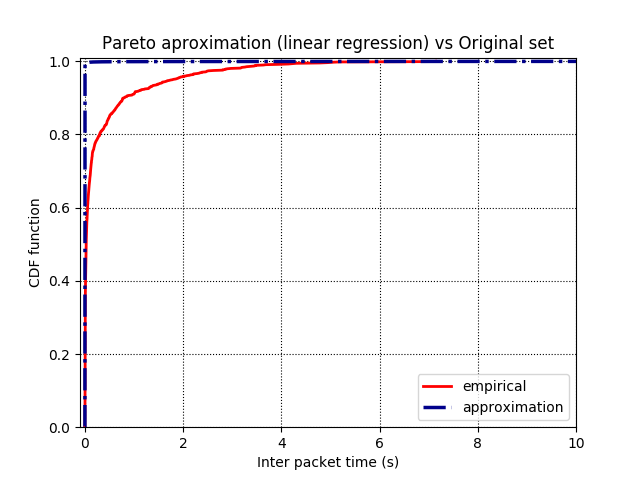 Pareto aproximation (linear regression) vs Original set
CDF function
1.0
0.8
0.6
0.4
0.2
0.0
0 2 4 6 8 10
Inter packet time (s)
empirical
approximation